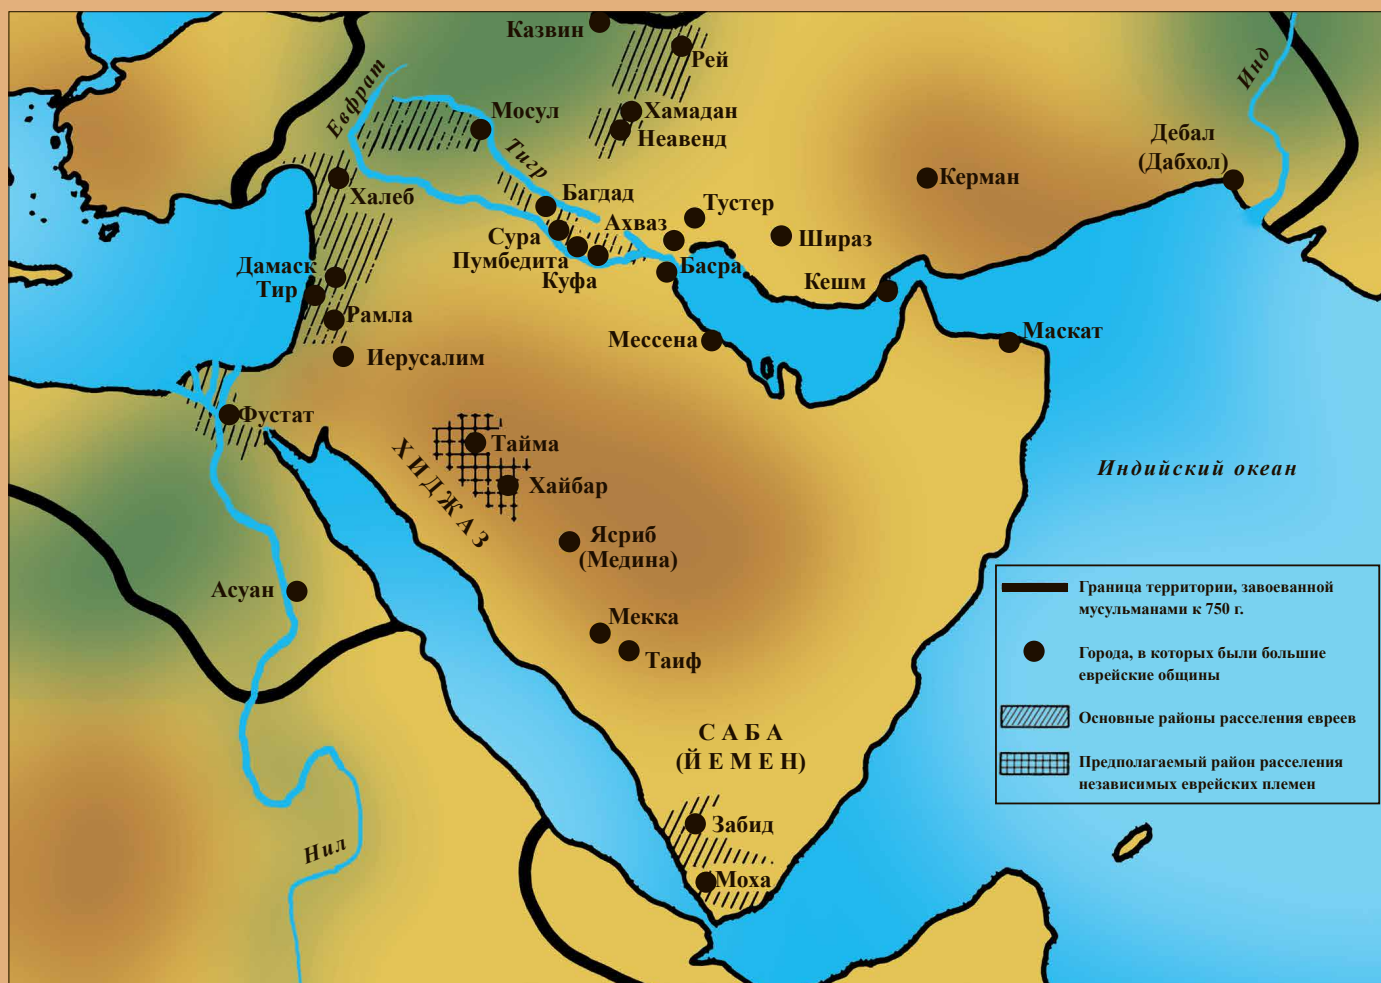 Казвин
Рей
Инд
Евфрат
Мосул
Хамадан
Неавенд
Тигр
Дебал
(Дабхол)
Халеб
Керман
Багдад
Тустер
Ахваз
Сура
Шираз
Пумбедита
Дамаск
Куфа
Басра
Кешм
Тир
Рамла
Мессена
Маскат
Иерусалим
Фустат
Тайма
ХИДЖАЗ
Хайбар
Индийский океан
Ясриб
(Медина)
Асуан
Мекка
Таиф
САБА
(ЙЕМЕН)
Забид
Нил
Моха
Граница территории, завоеванной
мусульманами к 750 г.
Города, в которых были большие
еврейские общины
Основные районы расселения евреев
Предполагаемый район расселения
независимых еврейских племен